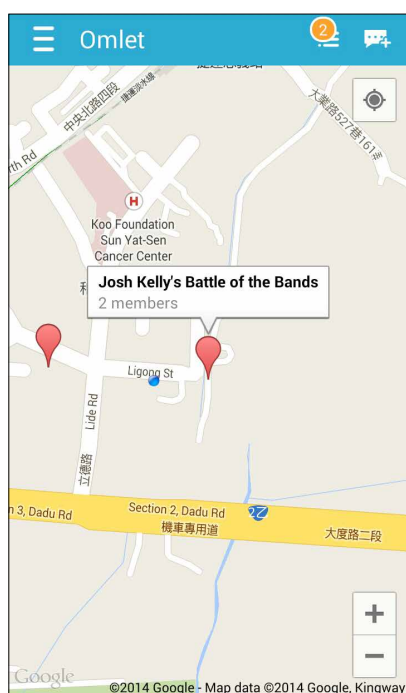 Omlet
2
中央北路四段
捷運淡水線
大業路527巷161弄
rth Rd
H
Koo Foundation
Sun Yat-Sen
Cancer Center
Josh Kelly's Battle of the Bands
2 members
Ligong St
Lide Rd
立德路
n 3, Dadu Rd
Section 2, Dadu Rd
機車專用道
大度路二段
+
−
Google
©2014 Google - Map data ©2014 Google, Kingway